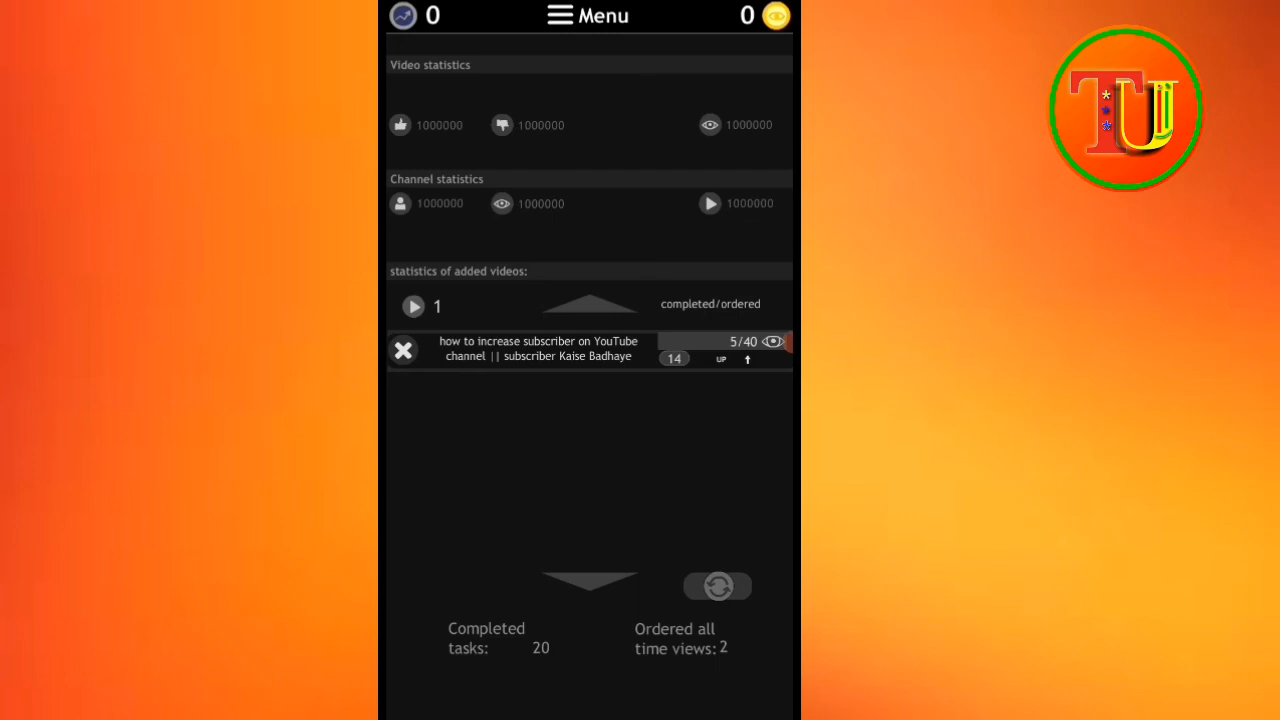 0 Menu 0
TU
Video statistics
1000000 1000000 1000000
Channel statistics
1000000 1000000 1000000
statistics of added videos:
1 completed/ordered
how to increase subscriber on YouTube
channel || subscriber Kaise Badhaye
5/40
14 UP
Completed
tasks: 20
Ordered all
time views: 2